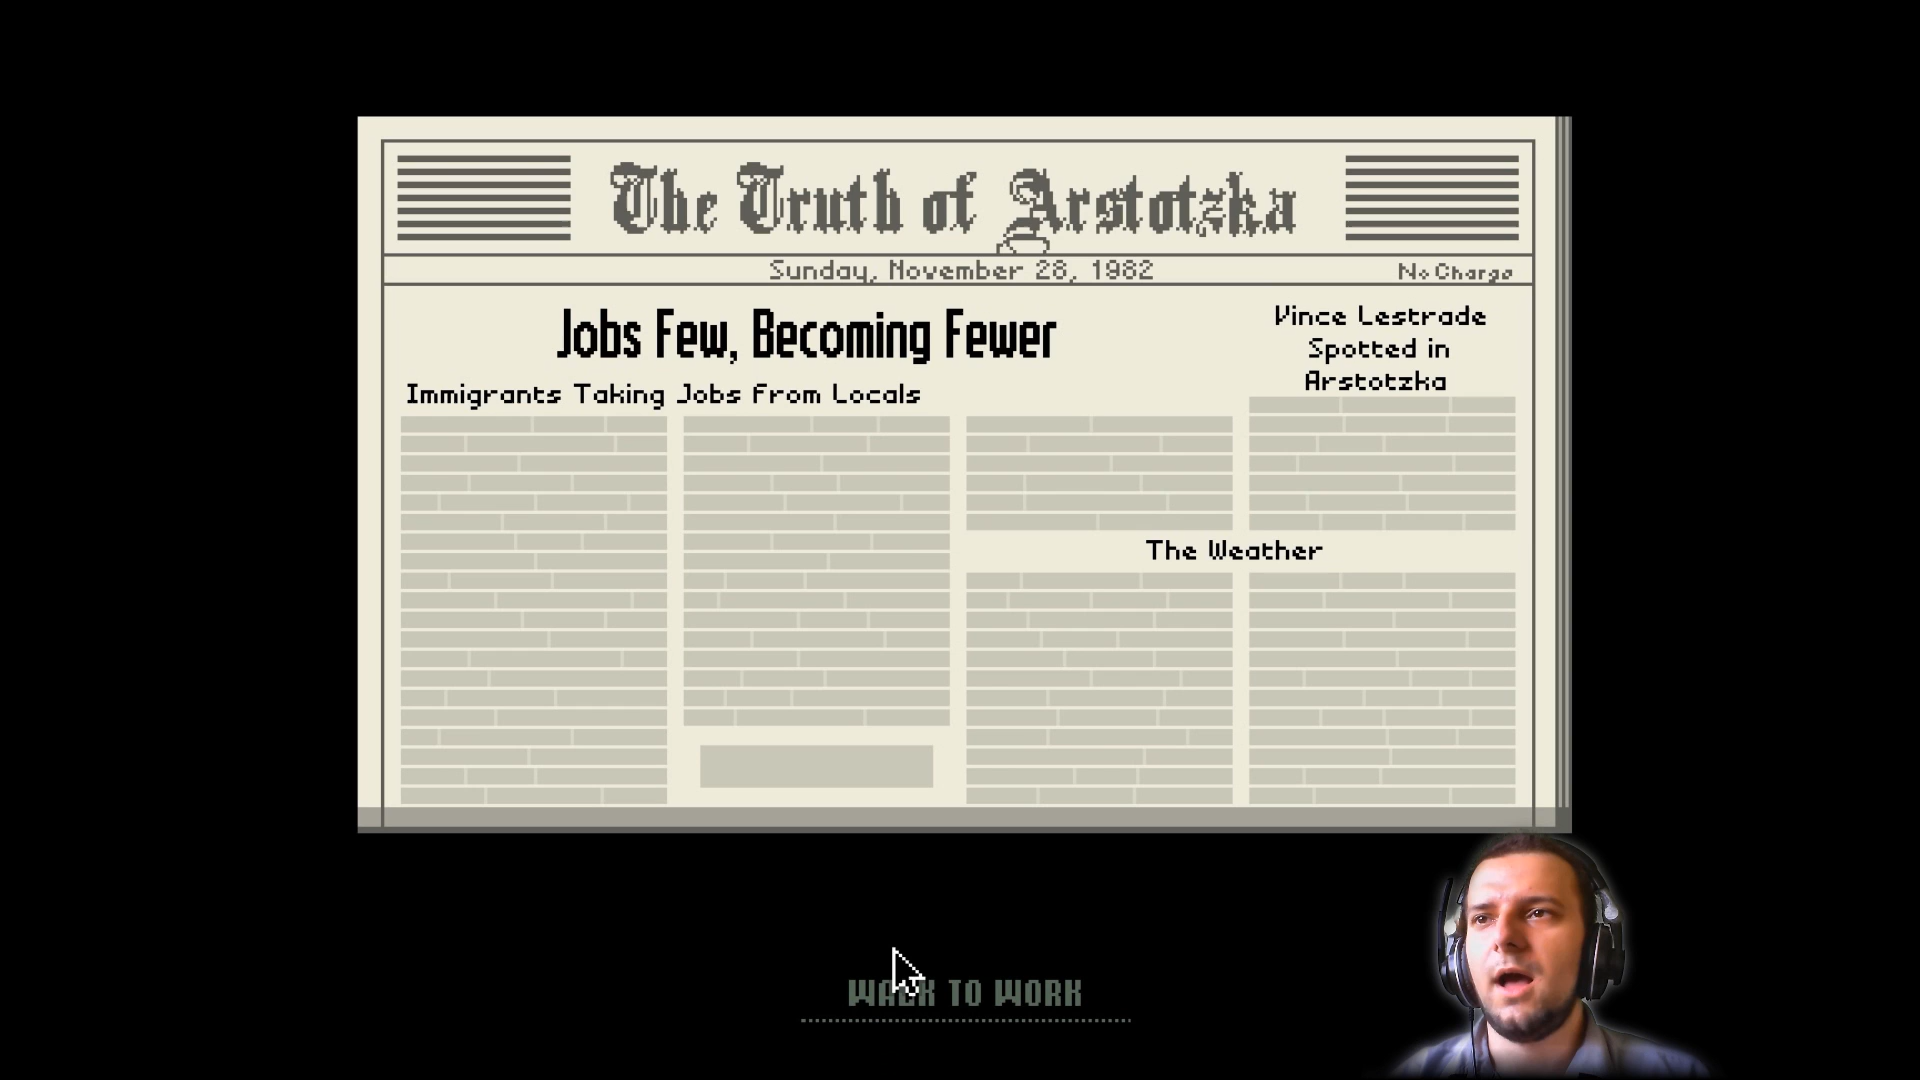 The Truth of Arstotzka
Sunday, November 28, 1982
No Charge
Jobs Few, Becoming Fewer
Immigrants Taking Jobs From Locals
Vince Lestrade
Spotted in
Arstotzka
The Weather
WALK TO WORK